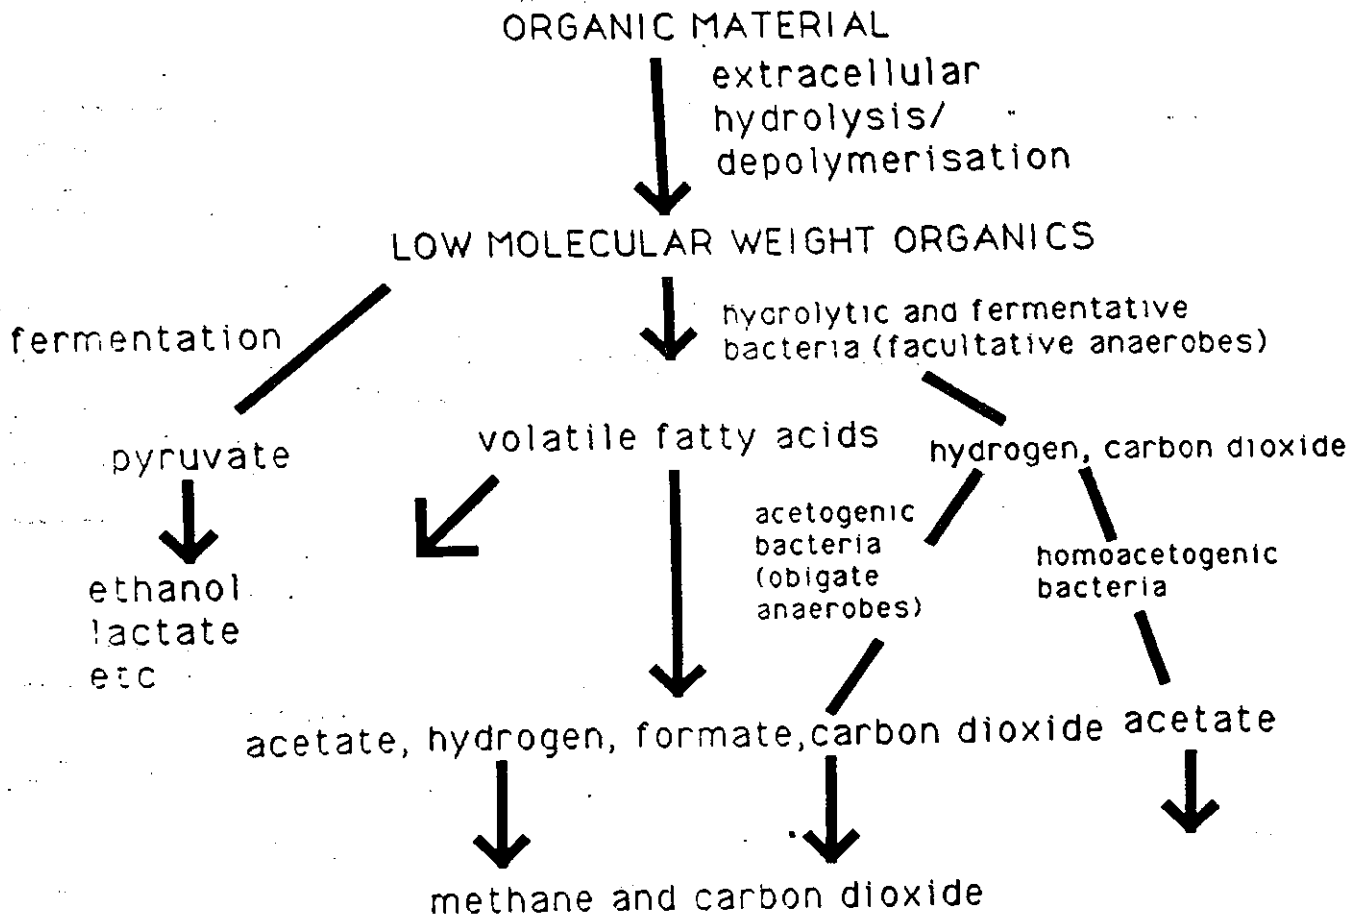 ORGANIC MATERIAL
extracellular
hydrolysis/
depolymerisation
LOW MOLECULAR WEIGHT ORGANICS
fermentation
hydrolytic and fermentative
bacteria (facultative anaerobes)
pyruvate
volatile fatty acids
hydrogen, carbon dioxide
acetogenic
bacteria
(obigate
anaerobes)
homoacetogenic
bacteria
ethanol
lactate
etc
acetate, hydrogen, formate, carbon dioxide
acetate
methane and carbon dioxide